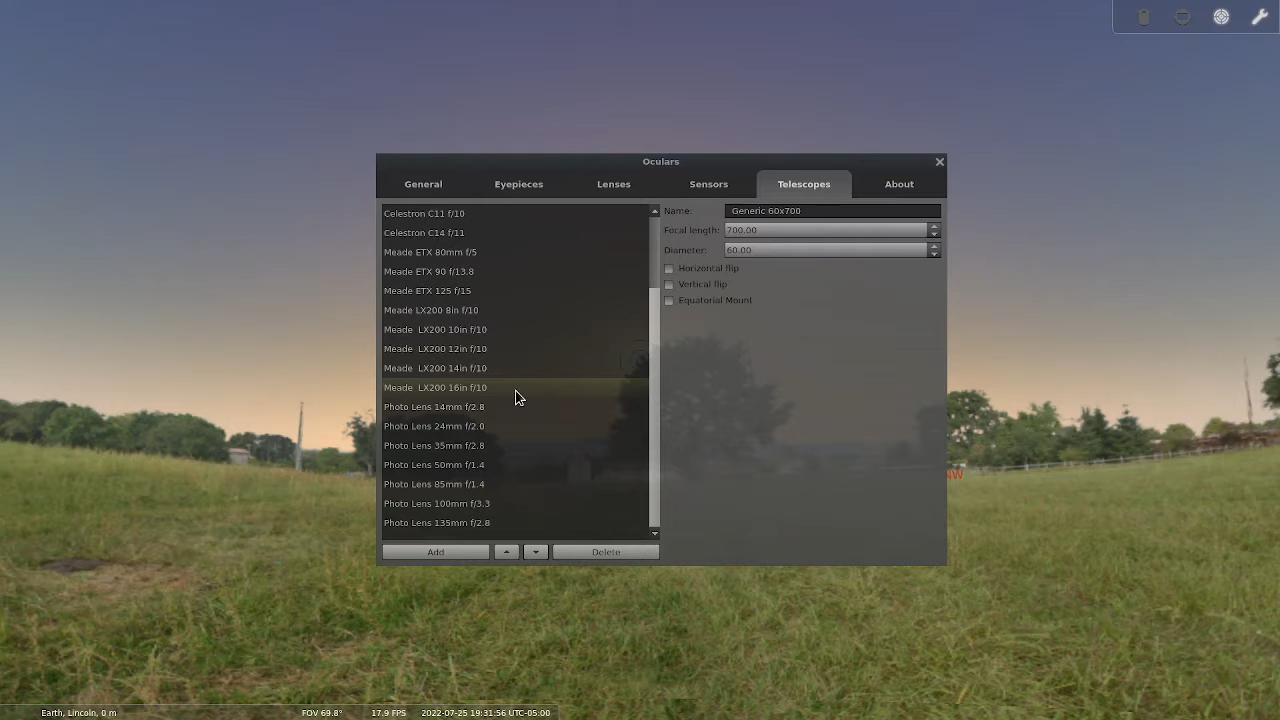 Oculars
General Eyepieces Lenses Sensors Telescopes About
Celestron C11 f/10
Celestron C14 f/11
Meade ETX 80mm f/5
Meade ETX 90 f/13.8
Meade ETX 125 f/15
Meade LX200 8in f/10
Meade  LX200 10in f/10
Meade  LX200 12in f/10
Meade  LX200 14in f/10
Meade  LX200 16in f/10
Photo Lens 14mm f/2.8
Photo Lens 24mm f/2.0
Photo Lens 35mm f/2.8
Photo Lens 50mm f/1.4
Photo Lens 85mm f/1.4
Photo Lens 100mm f/3.3
Photo Lens 135mm f/2.8
Add
Delete
Name: Generic 60x700
Focal length: 700.00
Diameter: 60.00
Horizontal flip
Vertical flip
Equatorial Mount
NW
Earth, Lincoln, 0 m FOV 69.8° 17.9 FPS 2022-07-25 19:31:56 UTC-05:00